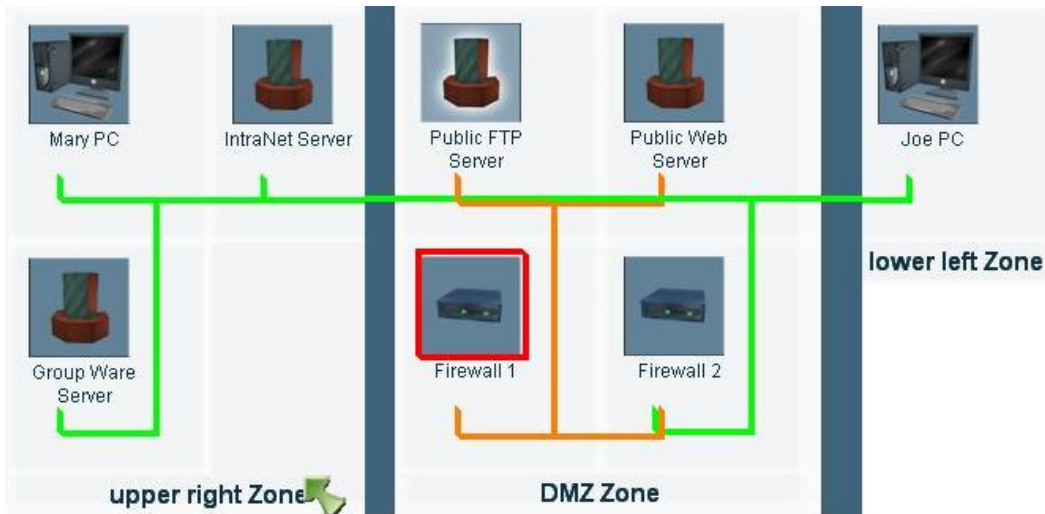 Mary PC
IntraNet Server
Public FTP
Server
Public Web
Server
Joe PC
lower left Zone
Group Ware
Server
Firewall 1
Firewall 2
upper right Zone
DMZ Zone